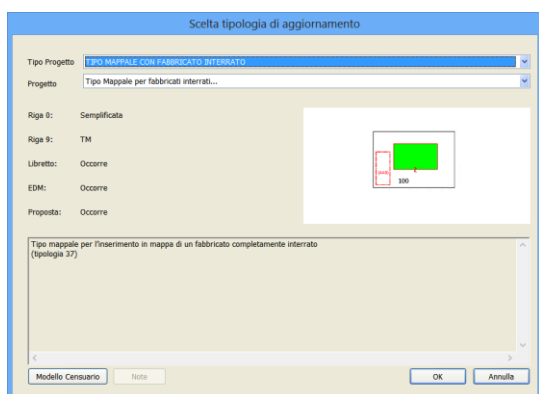 Scelta tipologia di aggiornamento
Tipo Progetto TIPO MAPPALE CON FABBRICATO INTERRATO
Progetto Tipo Mappale per fabbricati interrati...
Riga 0: Semplificata
Riga 9: TM
Libretto: Occorre
EDM: Occorre
Proposta: Occorre
100
Tipo mappale per l'inserimento in mappa di un fabbricato completamente interrato
(tipologia 37)
Modello Censuario Note OK Annulla